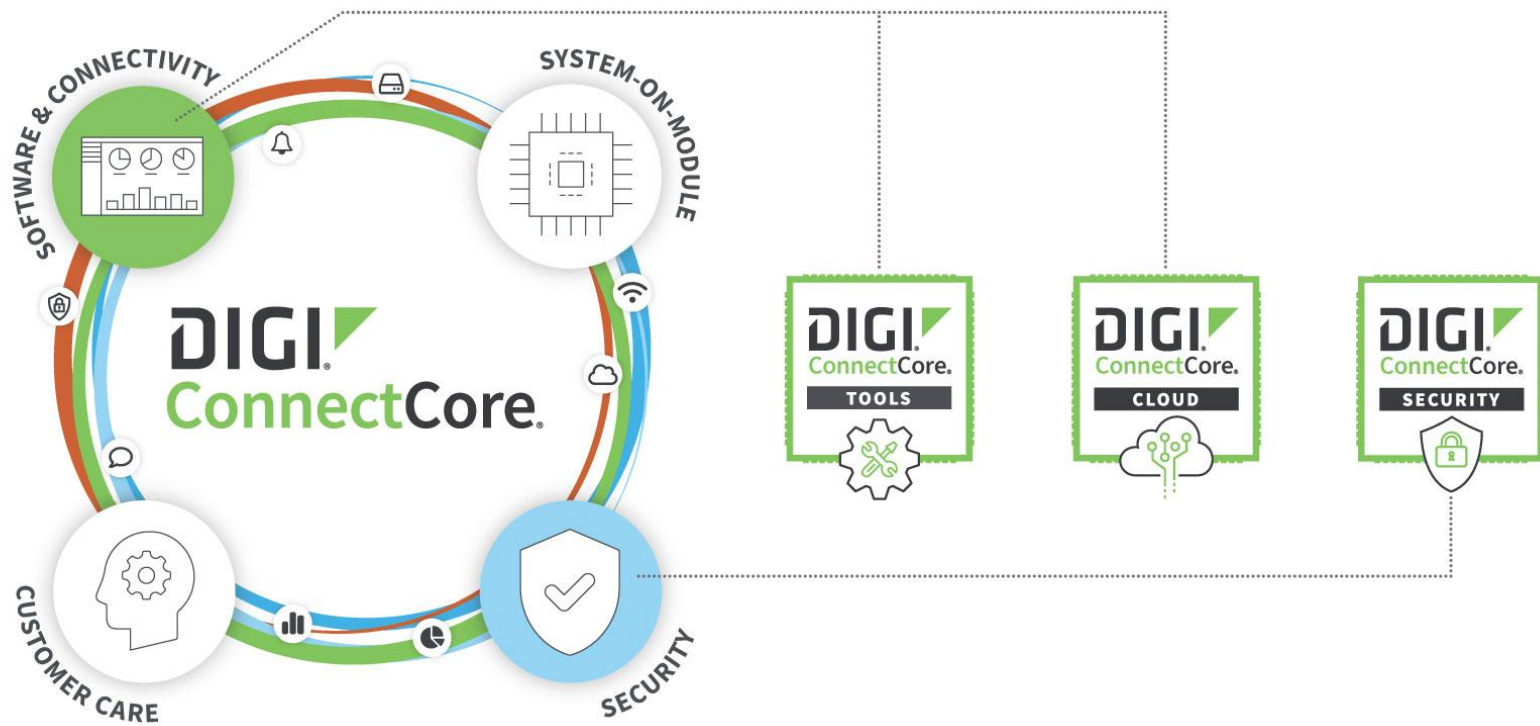 SOFTWARE & CONNECTIVITY
SYSTEM-ON-MODULE
DIGI®
ConnectCore®
CUSTOMER CARE
SECURITY
DIGI®
ConnectCore®
TOOLS
DIGI®
ConnectCore®
CLOUD
DIGI®
ConnectCore®
SECURITY